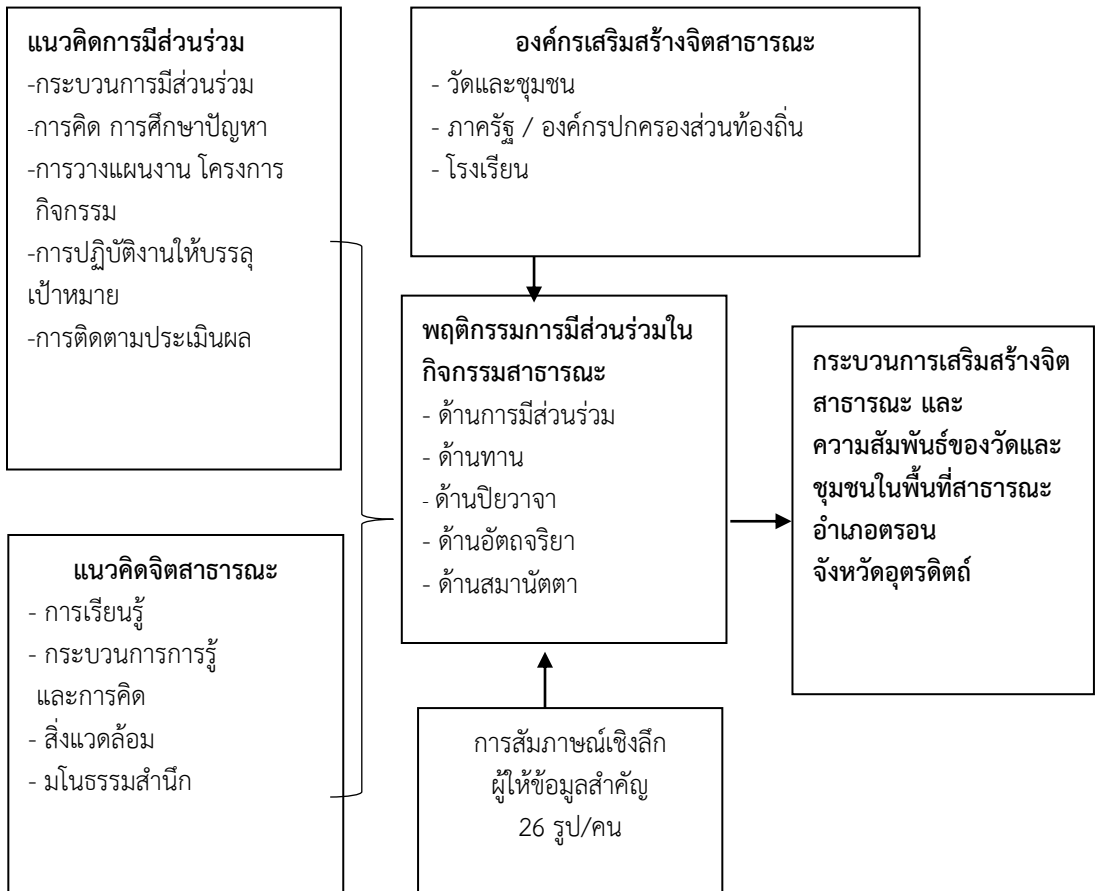 แนวคิดการมีส่วนร่วม
-กระบวนการมีส่วนร่วม
-การคิด การศึกษาปัญหา
-การวางแผนงาน โครงการ
กิจกรรม
-การปฏิบัติงานให้บรรลุ
เป้าหมาย
-การติดตามประเมินผล
องค์กรเสริมสร้างจิตสาธารณะ
- วัดและชุมชน
- ภาครัฐ / องค์กรปกครองส่วนท้องถิ่น
- โรงเรียน
พฤติกรรมการมีส่วนร่วมใน
กิจกรรมสาธารณะ
- ด้านการมีส่วนร่วม
- ด้านทาน
- ด้านปิยวาจา
- ด้านอัตถจริยา
- ด้านสมานัตตา
กระบวนการเสริมสร้างจิต
สาธารณะ และ
ความสัมพันธ์ของวัดและ
ชุมชนในพื้นที่สาธารณะ
อำเภอตรอน
จังหวัดอุตรดิตถ์
แนวคิดจิตสาธารณะ
- การเรียนรู้
- กระบวนการการรู้
และการคิด
- สิ่งแวดล้อม
- มโนธรรมสำนึก
การสัมภาษณ์เชิงลึก
ผู้ให้ข้อมูลสำคัญ
26 รูป/คน